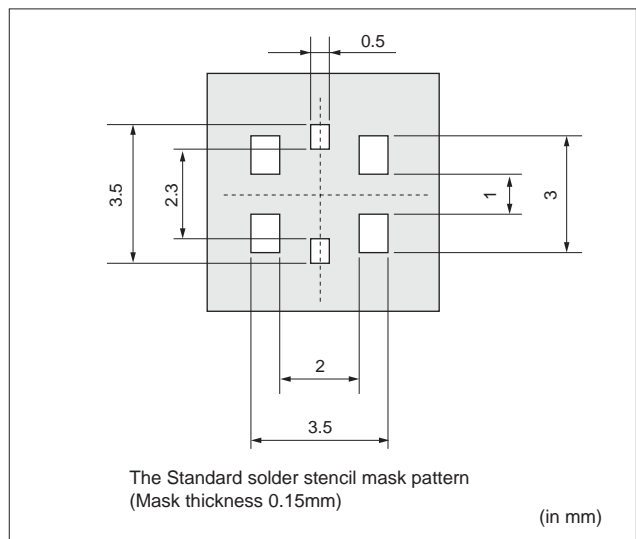 0.5
3.5
2.3
1
3
2
3.5
The Standard solder stencil mask pattern
(Mask thickness 0.15mm)
(in mm)